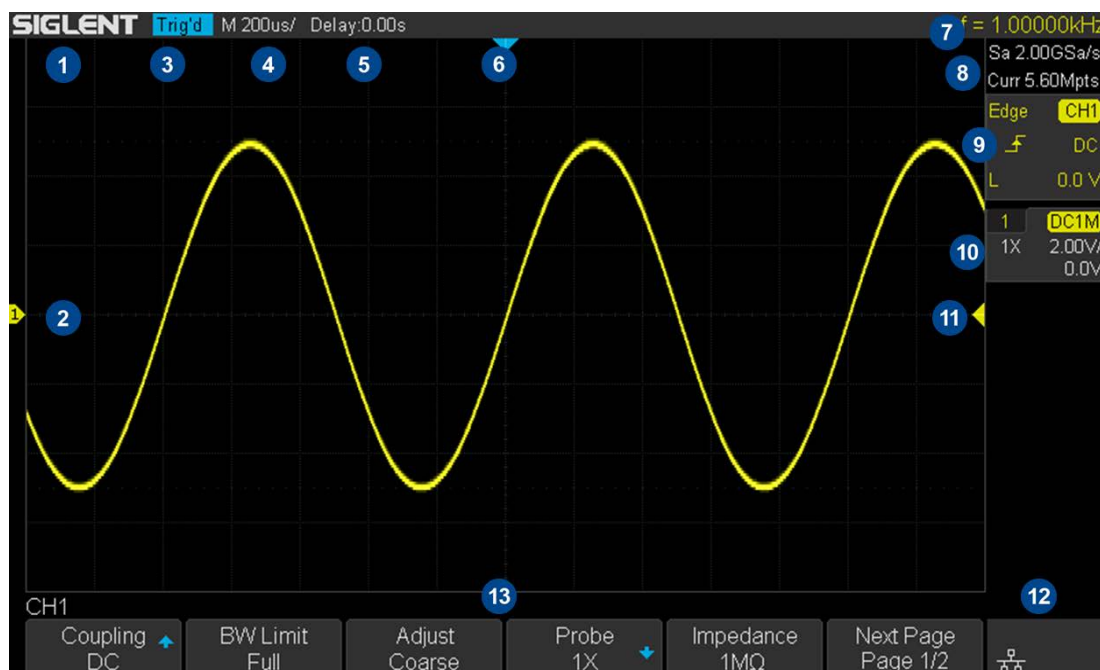 SIGLENT Trig'd M 200us/ Delay:0.00s f = 1.00000kHz
7
1 3 4 5 6
Sa 2.00GSa/s
8
Curr 5.60Mpts
Edge CH1
9 DC
L 0.0 V
1 DC1M
10 1X 2.00V/
0.0V
1 2 11
13 12
CH1
Coupling BW Limit Adjust Probe Impedance Next Page
DC Full Coarse 1X 1MΩ Page 1/2